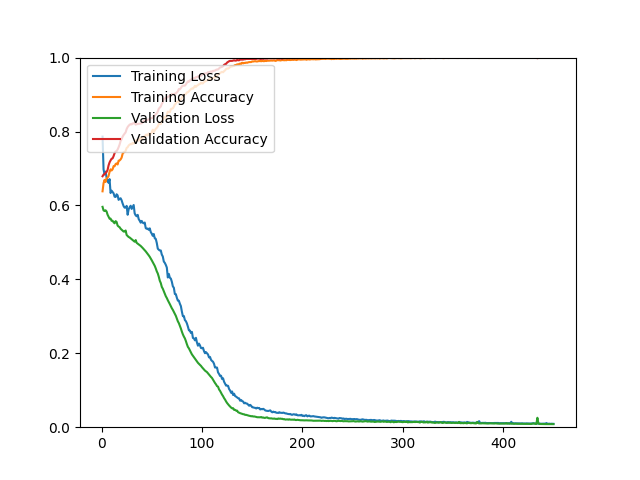 1.0
0.8
0.6
0.4
0.2
0.0
Training Loss
Training Accuracy
Validation Loss
Validation Accuracy
0 100 200 300 400